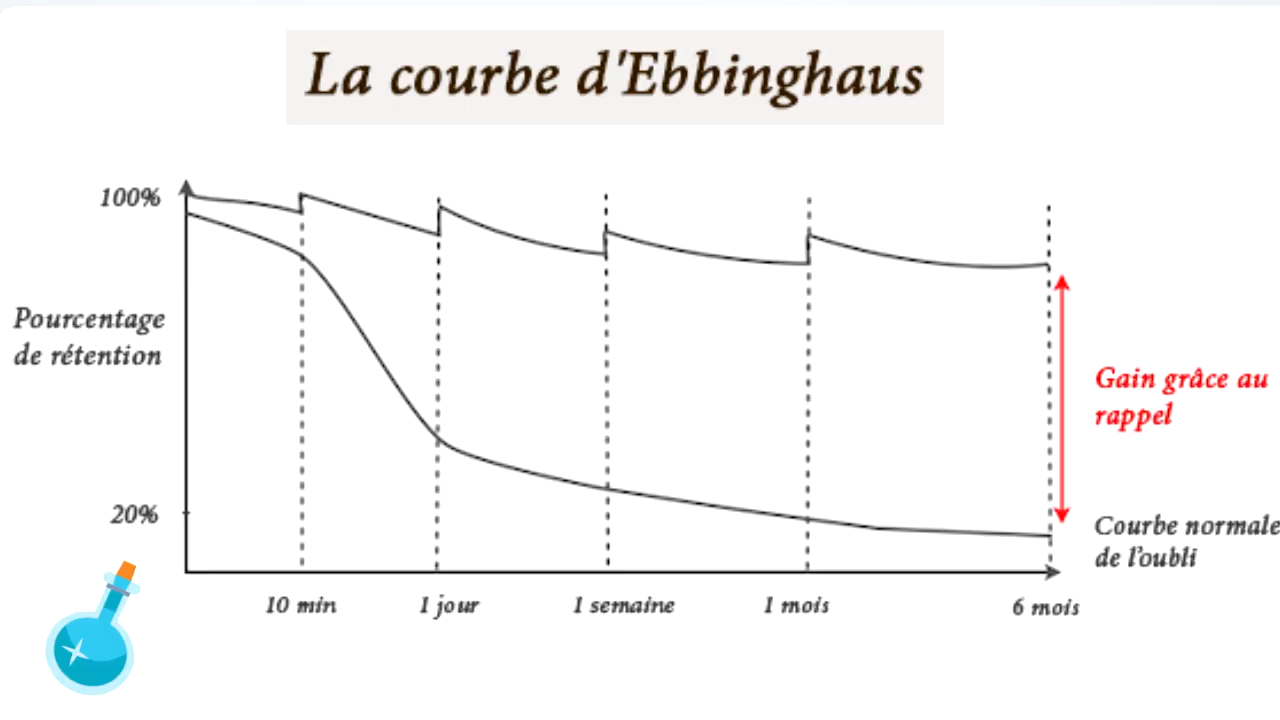 La courbe d'Ebbinghaus
100%
Pourcentage
de rétention
20%
10 min
1 jour
1 semaine
1 mois
6 mois
Gain grâce au
rappel
Courbe normale
de l'oubli